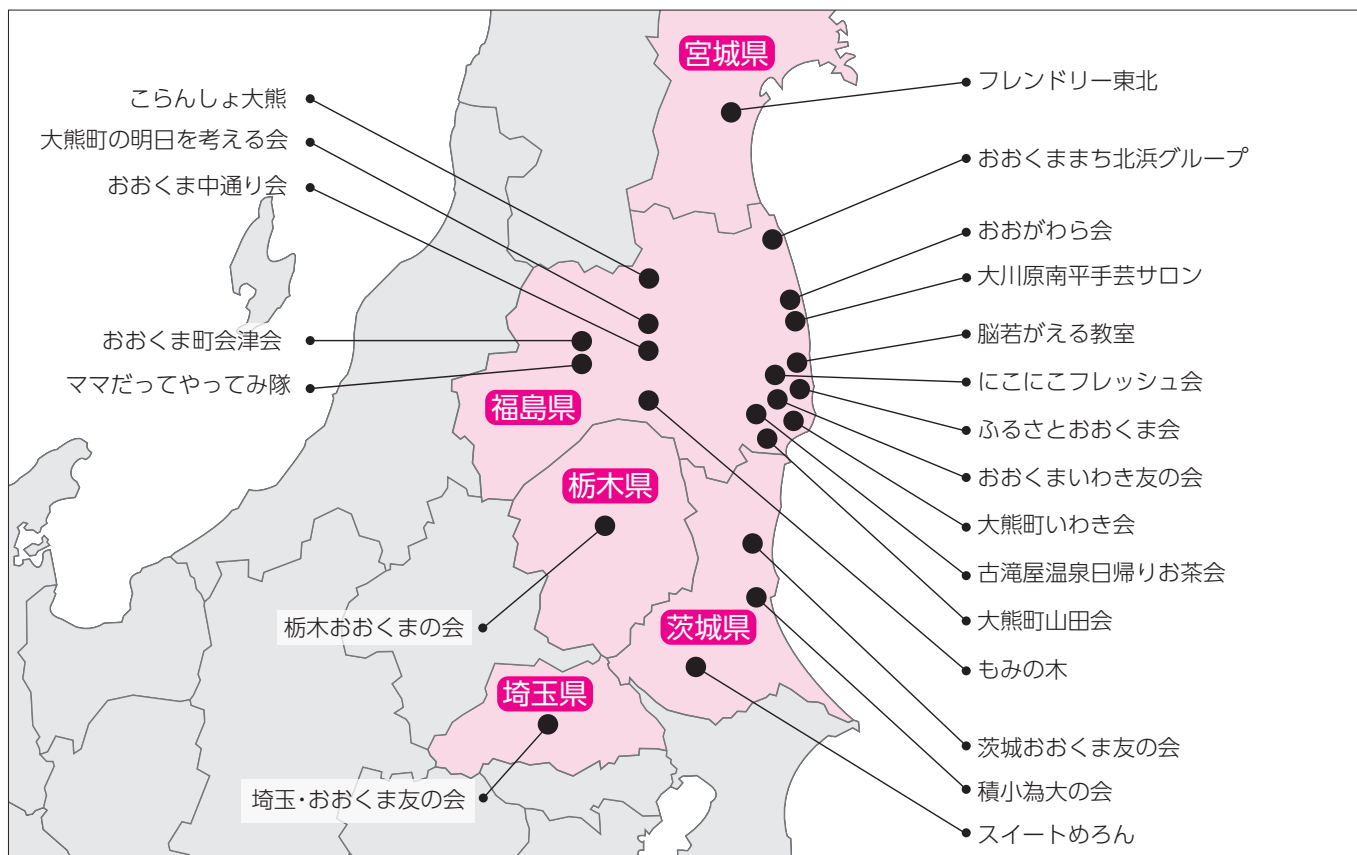 宮城県
こらんしょ大熊
大熊町の明日を考える会
おおくま中通り会
おおくま町会津会
ママだってやってみ隊
福島県
栃木県
栃木おおくまの会
茨城県
埼玉県
埼玉・おおくま友の会
フレンドリー東北
おおくままち北浜グループ
おおがわら会
大川原南平手芸サロン
脳若がえる教室
にこにこフレッシュ会
ふるさとおおくま会
おおくまいわき友の会
大熊町いわき会
古滝屋温泉日帰りお茶会
大熊町山田会
もみの木
茨城おおくま友の会
積小為大の会
スイートめろん